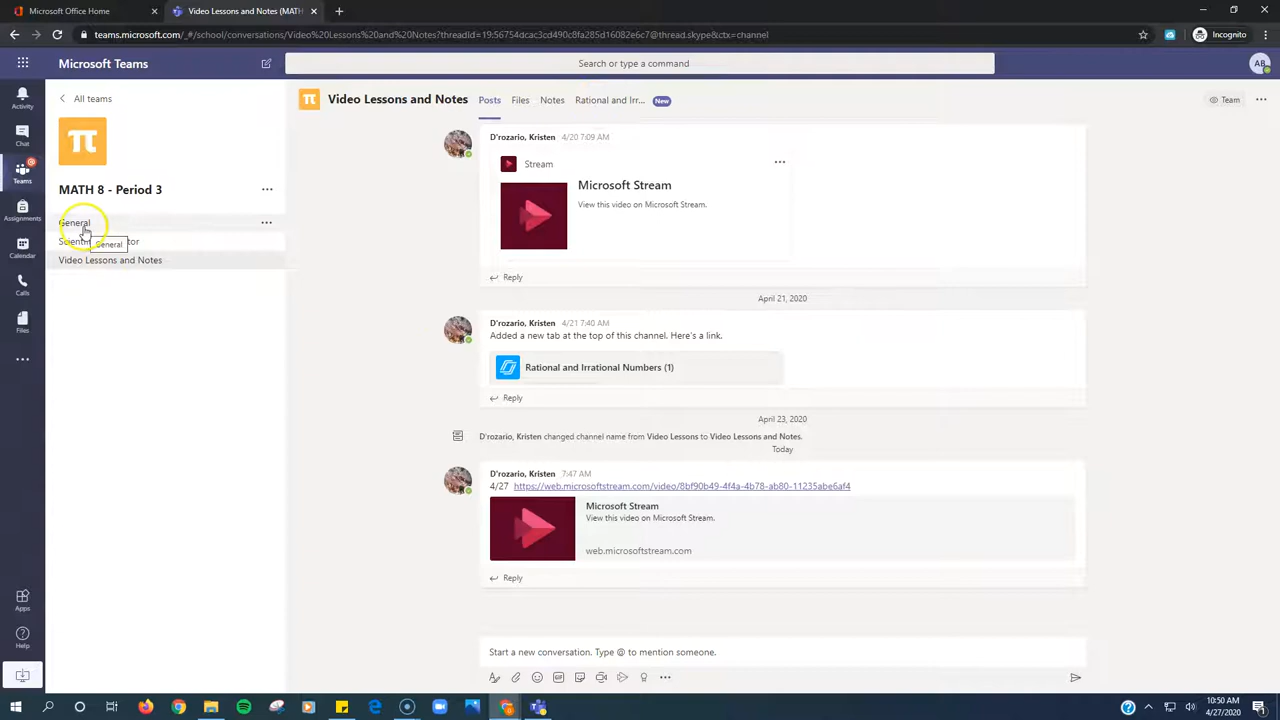 Microsoft Office Home
Video Lessons and Notes (MATH
teams.microsoft.com/_#/school/conversations/Video%20Lessons%20and%20Notes?threadId=19:56754dcac3cd490c8fa285d16082e6c7@thread.skype&ctx=channel
Incognito
Microsoft Teams
Search or type a command
AB
Activity
Chat
Teams
Assignments
Calendar
Calls
Files
Apps
Help
All teams
MATH 8 - Period 3
General
General
Video Lessons and Notes
Video Lessons and Notes
Posts
Files
Notes
Rational and Irr...
New
Team
D'rozario, Kristen 4/20 7:09 AM
Stream
Microsoft Stream
View this video on Microsoft Stream.
Reply
April 21, 2020
D'rozario, Kristen 4/21 7:40 AM
Added a new tab at the top of this channel. Here's a link.
Rational and Irrational Numbers (1)
Reply
April 23, 2020
D'rozario, Kristen changed channel name from Video Lessons to Video Lessons and Notes.
Today
D'rozario, Kristen 7:47 AM
4/27 https://web.microsoftstream.com/video/8bf90b49-4f4a-4b78-ab80-11235abe6af4
Microsoft Stream
View this video on Microsoft Stream.
web.microsoftstream.com
Reply
Start a new conversation. Type @ to mention someone.
10:50 AM
4/27/2020